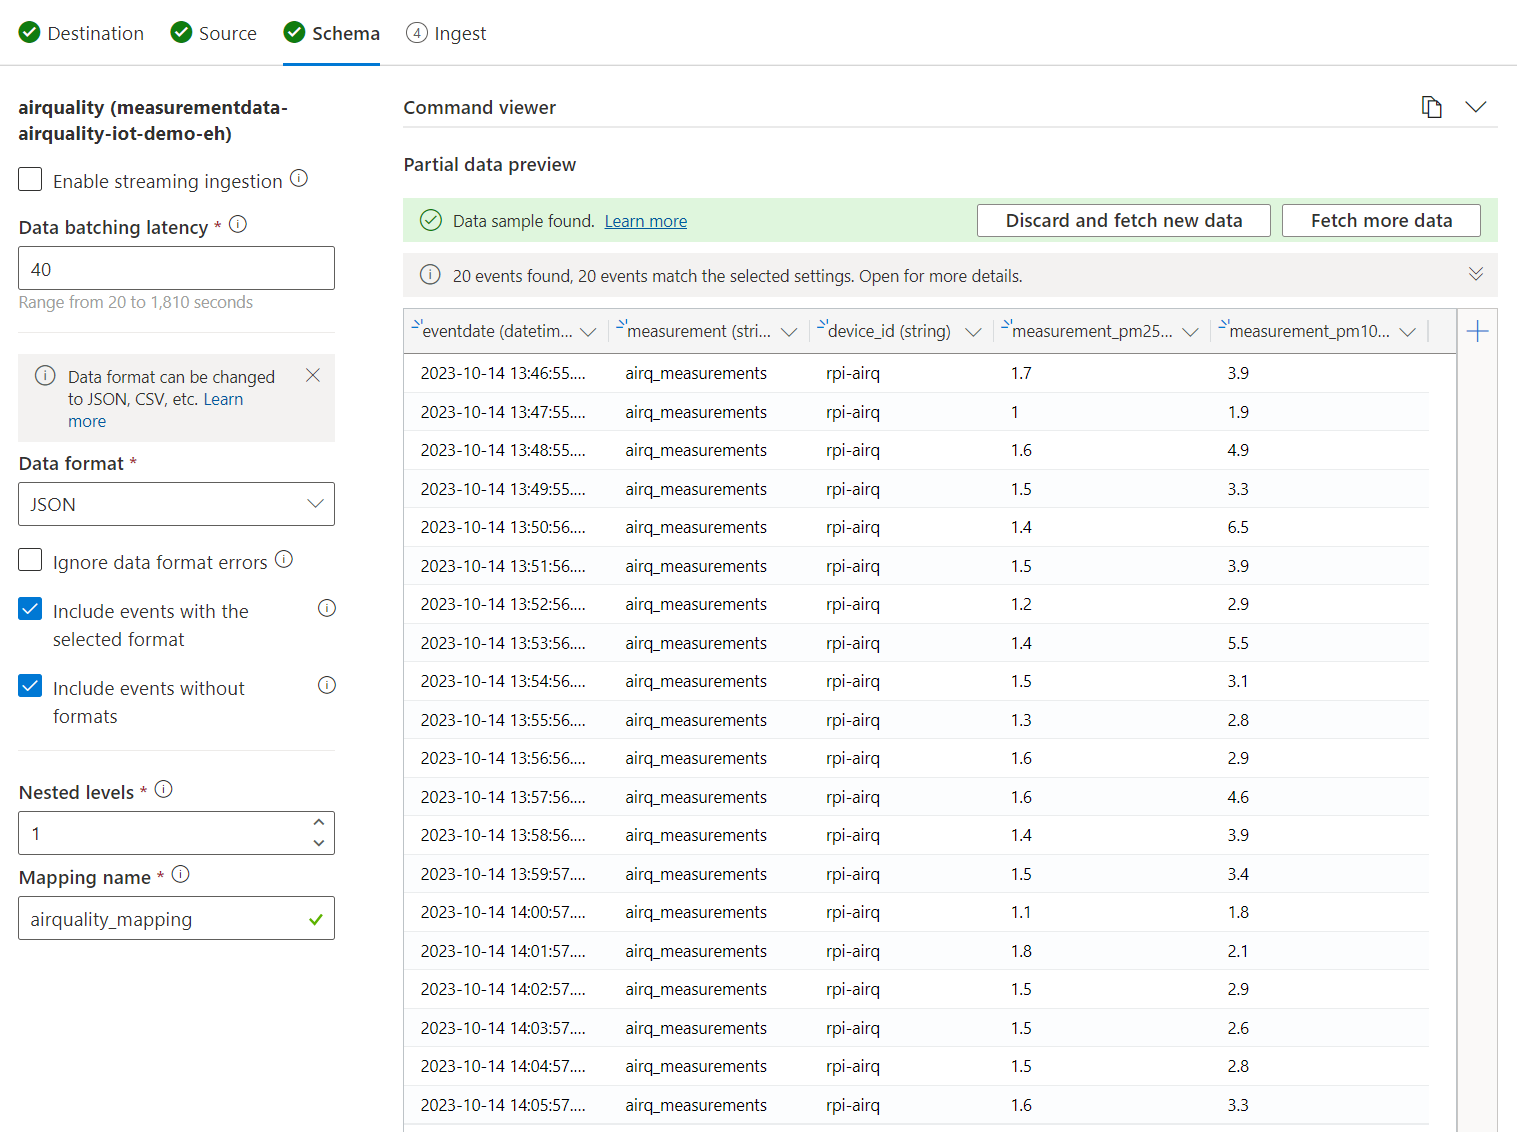 Destination Source Schema 4 Ingest
airquality (measurementdata-
airquality-iot-demo-eh)
Enable streaming ingestion
Data batching latency *
40
Range from 20 to 1,810 seconds
Data format can be changed
to JSON, CSV, etc. Learn
more
Data format *
JSON
Ignore data format errors
Include events with the
selected format
Include events without
formats
Nested levels *
1
Mapping name *
airquality_mapping
Command viewer
Partial data preview
Data sample found. Learn more Discard and fetch new data Fetch more data
20 events found, 20 events match the selected settings. Open for more details.
eventdate (datetim... measurement (stri... device_id (string) measurement_pm25... measurement_pm10...
2023-10-14 13:46:55.... airq_measurements rpi-airq 1.7 3.9
2023-10-14 13:47:55.... airq_measurements rpi-airq 1 1.9
2023-10-14 13:48:55.... airq_measurements rpi-airq 1.6 4.9
2023-10-14 13:49:55.... airq_measurements rpi-airq 1.5 3.3
2023-10-14 13:50:56.... airq_measurements rpi-airq 1.4 6.5
2023-10-14 13:51:56.... airq_measurements rpi-airq 1.5 3.9
2023-10-14 13:52:56.... airq_measurements rpi-airq 1.2 2.9
2023-10-14 13:53:56.... airq_measurements rpi-airq 1.4 5.5
2023-10-14 13:54:56.... airq_measurements rpi-airq 1.5 3.1
2023-10-14 13:55:56.... airq_measurements rpi-airq 1.3 2.8
2023-10-14 13:56:56.... airq_measurements rpi-airq 1.6 2.9
2023-10-14 13:57:56.... airq_measurements rpi-airq 1.6 4.6
2023-10-14 13:58:56.... airq_measurements rpi-airq 1.4 3.9
2023-10-14 13:59:57.... airq_measurements rpi-airq 1.5 3.4
2023-10-14 14:00:57.... airq_measurements rpi-airq 1.1 1.8
2023-10-14 14:01:57.... airq_measurements rpi-airq 1.8 2.1
2023-10-14 14:02:57.... airq_measurements rpi-airq 1.5 2.9
2023-10-14 14:03:57.... airq_measurements rpi-airq 1.5 2.6
2023-10-14 14:04:57.... airq_measurements rpi-airq 1.5 2.8
2023-10-14 14:05:57.... airq_measurements rpi-airq 1.6 3.3